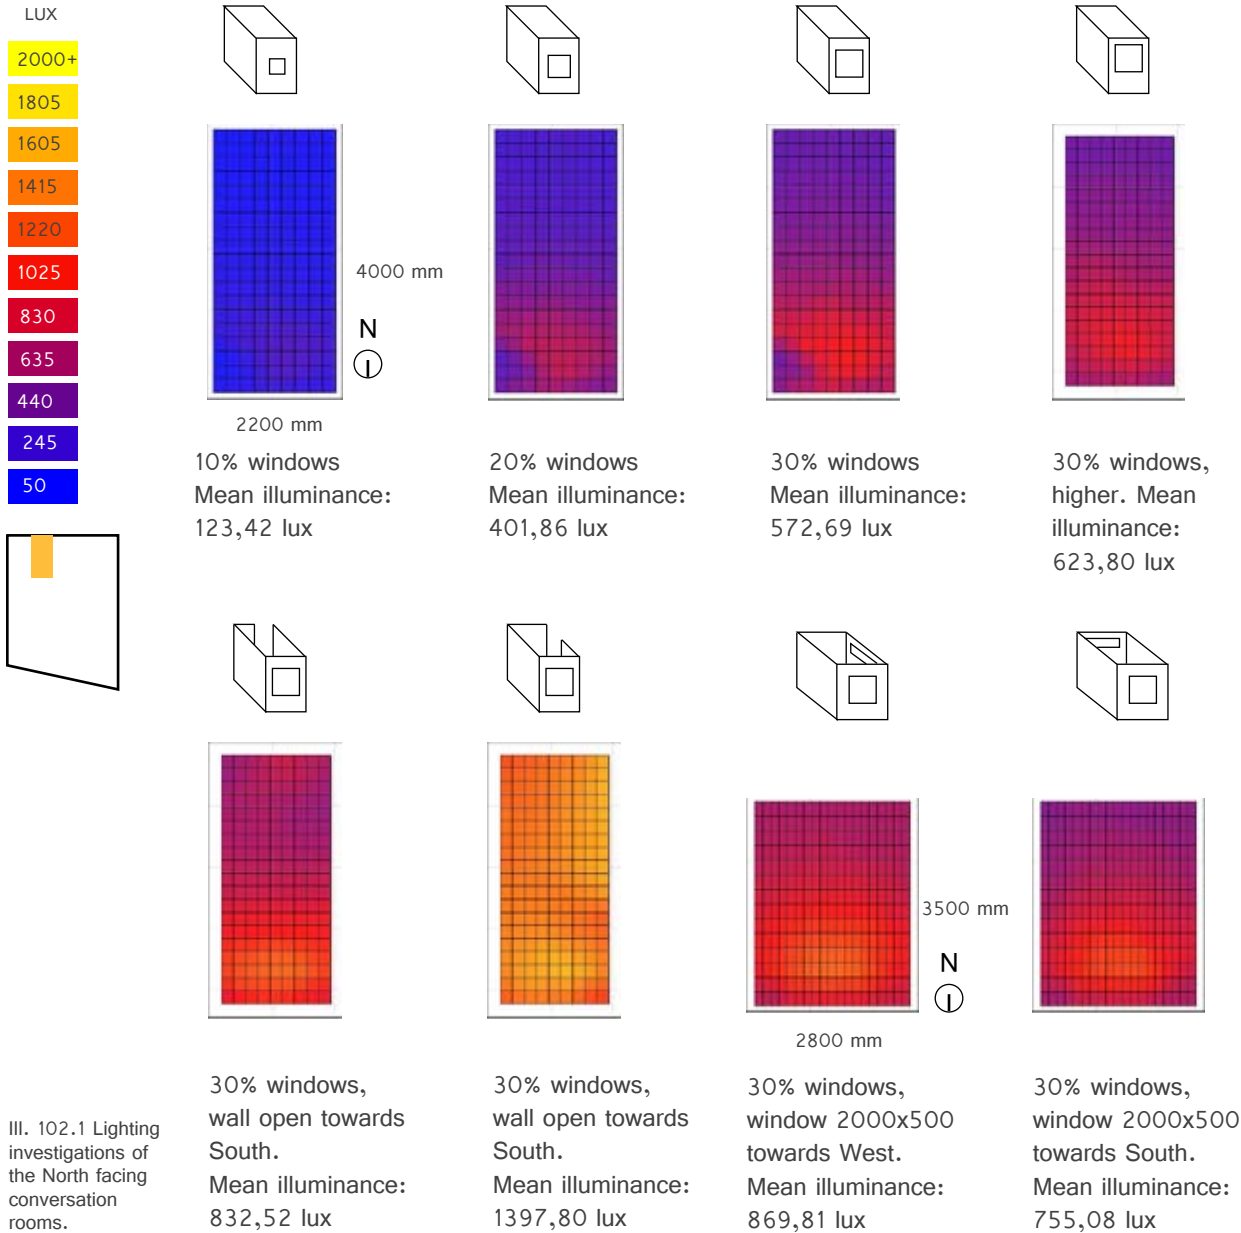 LUX
2000+
1805
1605
1415
1220
1025
830
635
440
245
50
4000 mm
N
2200 mm
10% windows
Mean illuminance:
123,42 lux
20% windows
Mean illuminance:
401,86 lux
30% windows
Mean illuminance:
572,69 lux
30% windows,
higher. Mean
illuminance:
623,80 lux
3500 mm
N
2800 mm
30% windows,
wall open towards
South.
Mean illuminance:
832,52 lux
30% windows,
wall open towards
South.
Mean illuminance:
1397,80 lux
30% windows,
window 2000x500
towards West.
Mean illuminance:
869,81 lux
30% windows,
window 2000x500
towards South.
Mean illuminance:
755,08 lux
III. 102.1 Lighting
investigations of
the North facing
conversation
rooms.